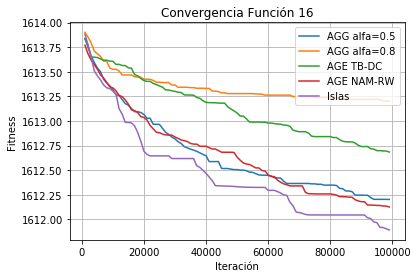 Convergencia Función 16
Fitness
1614.00
1613.75
1613.50
1613.25
1613.00
1612.75
1612.50
1612.25
1612.00
AGG alfa=0.5
AGG alfa=0.8
AGE TB-DC
AGE NAM-RW
Islas
0 20000 40000 60000 80000 100000
Iteración